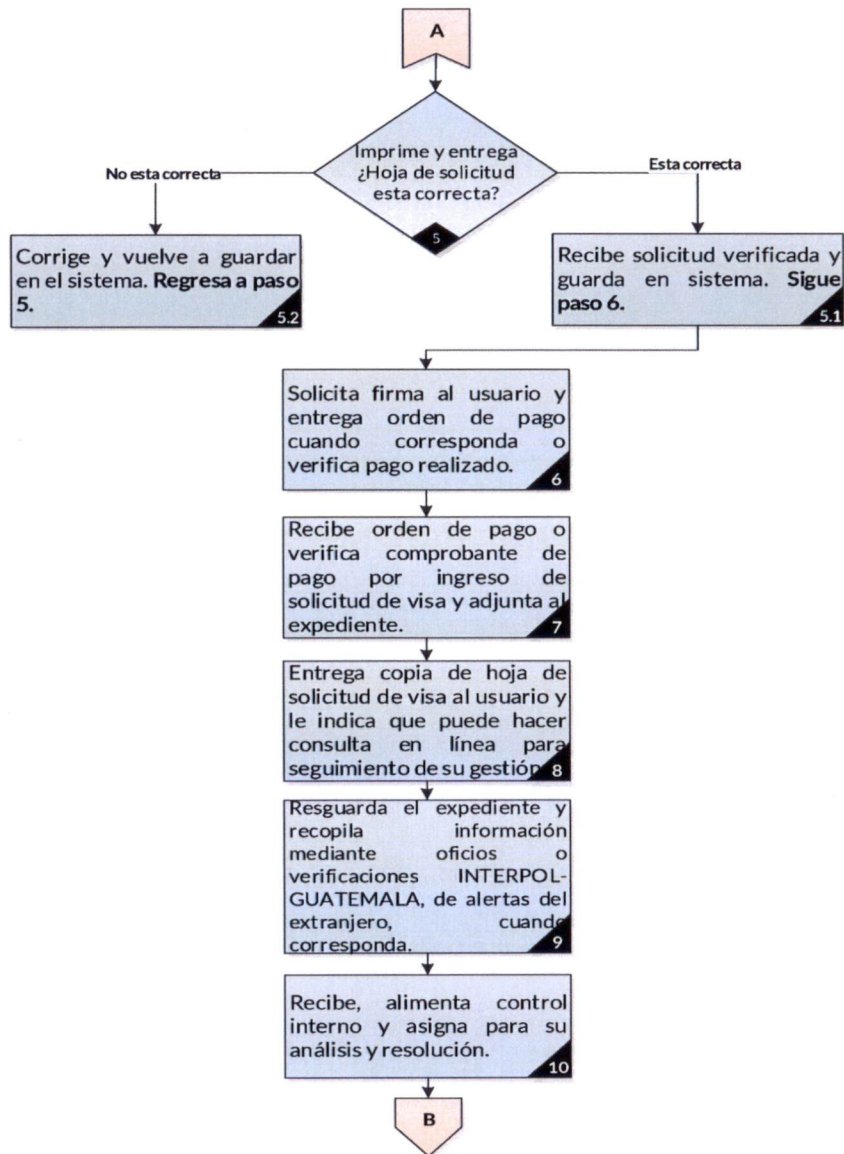 A
Imprime y entrega
¿Hoja de solicitud
esta correcta?
5
No esta correcta
Esta correcta
Corrige y vuelve a guardar
en el sistema. Regresa a paso
5.
5.2
Recibe solicitud verificada y
guarda en sistema. Sigue
paso 6.
5.1
Solicita firma al usuario y
entrega orden de pago
cuando corresponda o
verifica pago realizado.
6
Recibe orden de pago o
verifica comprobante de
pago por ingreso de
solicitud de visa y adjunta al
expediente.
7
Entrega copia de hoja de
solicitud de visa al usuario y
le indica que puede hacer
consulta en línea para
seguimiento de su gestión
8
Resguarda el expediente y
recopila información
mediante oficios o
verificaciones INTERPOL-
GUATEMALA, de alertas del
extranjero, cuando
corresponda.
9
Recibe, alimenta control
interno y asigna para su
análisis y resolución.
10
B